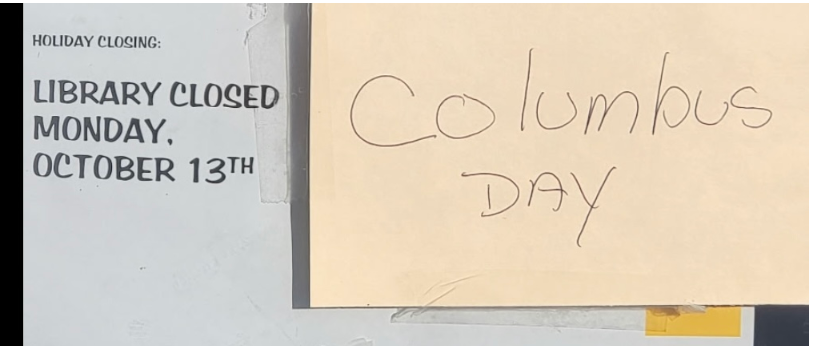 HOLIDAY CLOSING:
LIBRARY CLOSED
MONDAY,
OCTOBER 13TH
Columbus
DAY